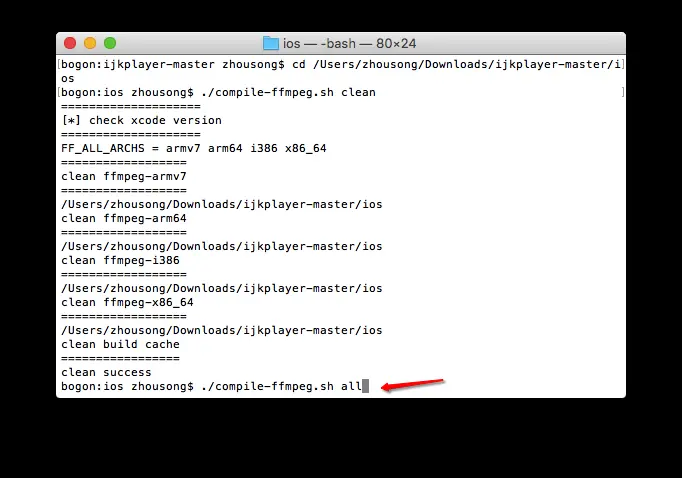 ios — -bash — 80×24
[bogon:ijkplayer-master zhousong$ cd /Users/zhousong/Downloads/ijkplayer-master/i]
os
[bogon:ios zhousong$ ./compile-ffmpeg.sh clean ]
====================
[*] check xcode version
====================
FF_ALL_ARCHS = armv7 arm64 i386 x86_64
==================
clean ffmpeg-armv7
==================
/Users/zhousong/Downloads/ijkplayer-master/ios
clean ffmpeg-arm64
==================
/Users/zhousong/Downloads/ijkplayer-master/ios
clean ffmpeg-i386
==================
/Users/zhousong/Downloads/ijkplayer-master/ios
clean ffmpeg-x86_64
==================
/Users/zhousong/Downloads/ijkplayer-master/ios
clean build cache
=================
clean success
bogon:ios zhousong$ ./compile-ffmpeg.sh all